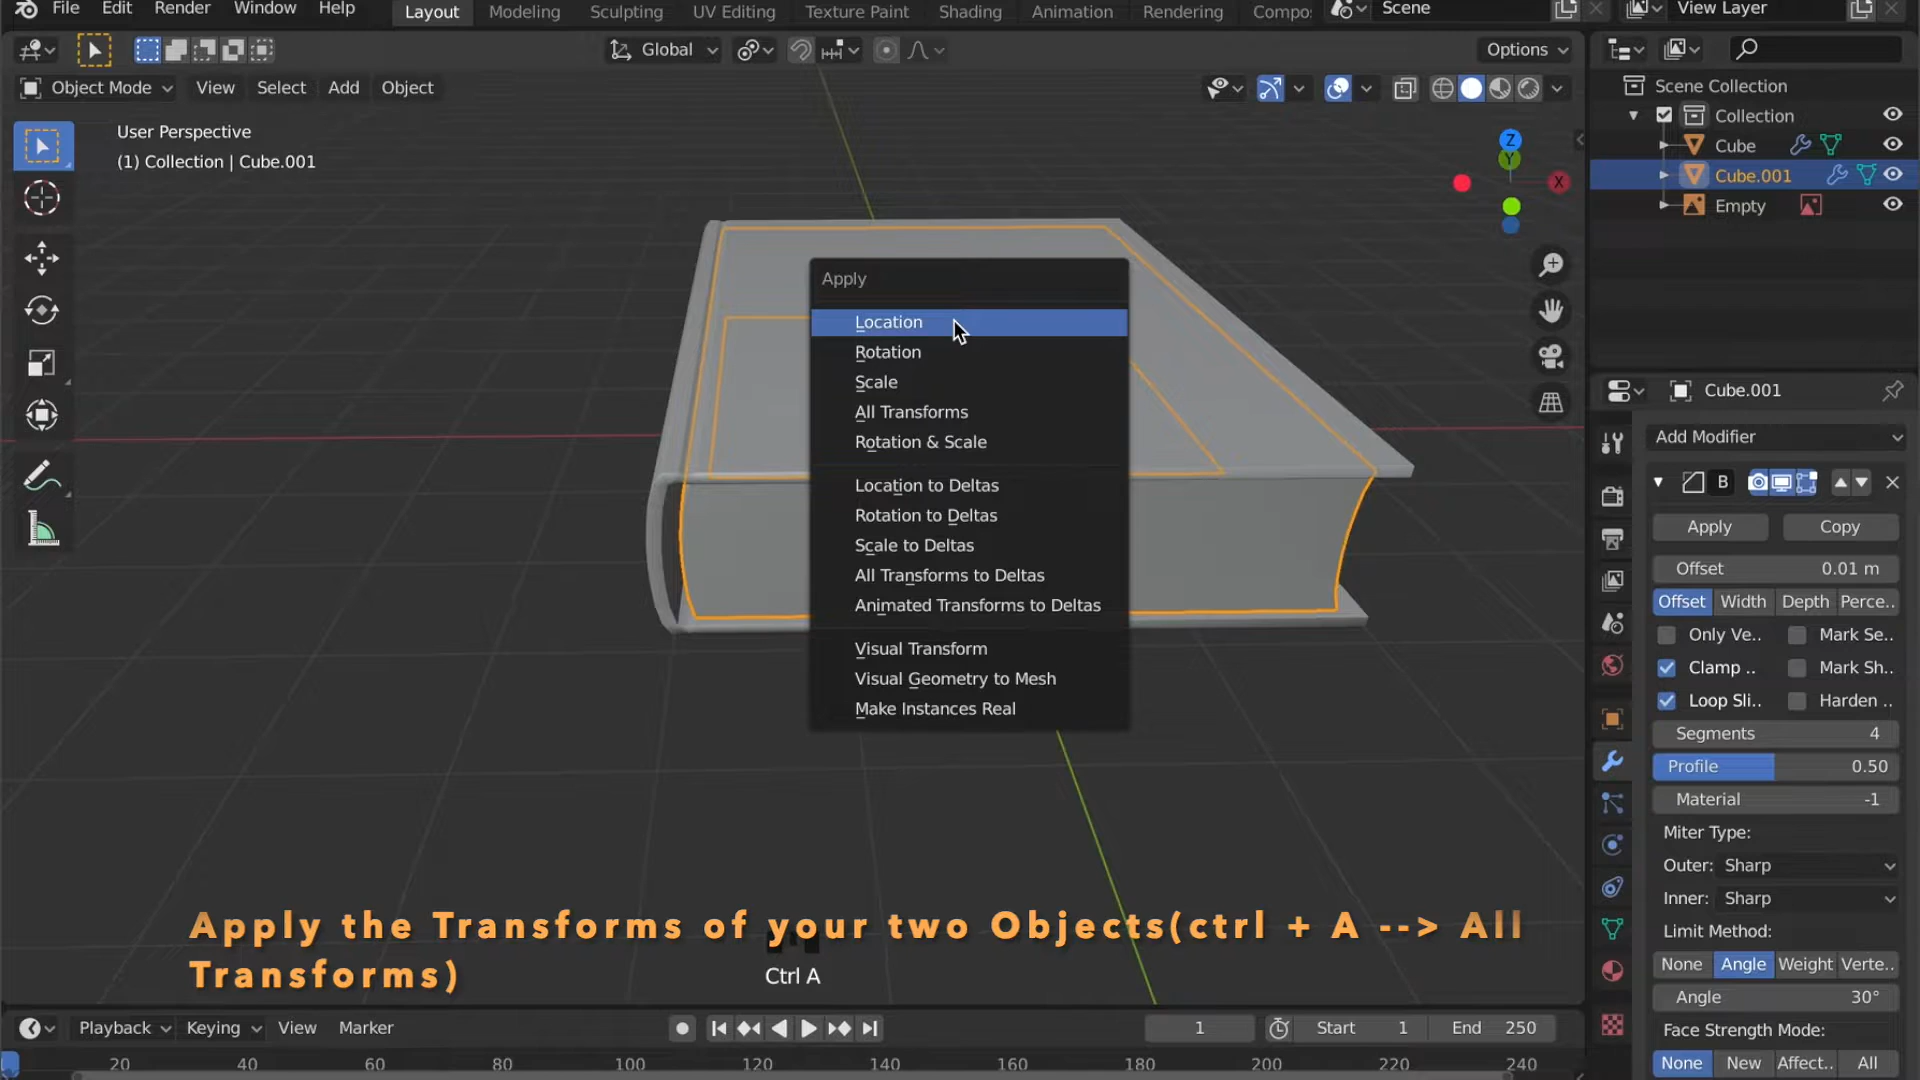 File Edit Render Window Help Layout Modeling Sculpting UV Editing Texture Paint Shading Animation Rendering Compo Scene View Layer
Global Options
Object Mode View Select Add Object
User Perspective
(1) Collection | Cube.001
Z
Y
X
Scene Collection
Collection
Cube
Cube.001
Empty
Apply
Location
Rotation
Scale
All Transforms
Rotation & Scale
Location to Deltas
Rotation to Deltas
Scale to Deltas
All Transforms to Deltas
Animated Transforms to Deltas
Visual Transform
Visual Geometry to Mesh
Make Instances Real
Cube.001
Add Modifier
B
Apply Copy
Offset 0.01 m
Offset Width Depth Perce..
Only Ve.. Mark Se..
Clamp .. Mark Sh..
Loop Sli.. Harden ..
Segments 4
Profile 0.50
Material -1
Miter Type:
Outer: Sharp
Inner: Sharp
Limit Method:
None Angle Weight Verte..
Angle 30°
Face Strength Mode:
None New Affect.. All
Apply the Transforms of your two Objects(ctrl + A --> All
Transforms)
Ctrl A
Playback Keying View Marker 1 Start 1 End 250
20 40 60 80 100 120 140 160 180 200 220 240